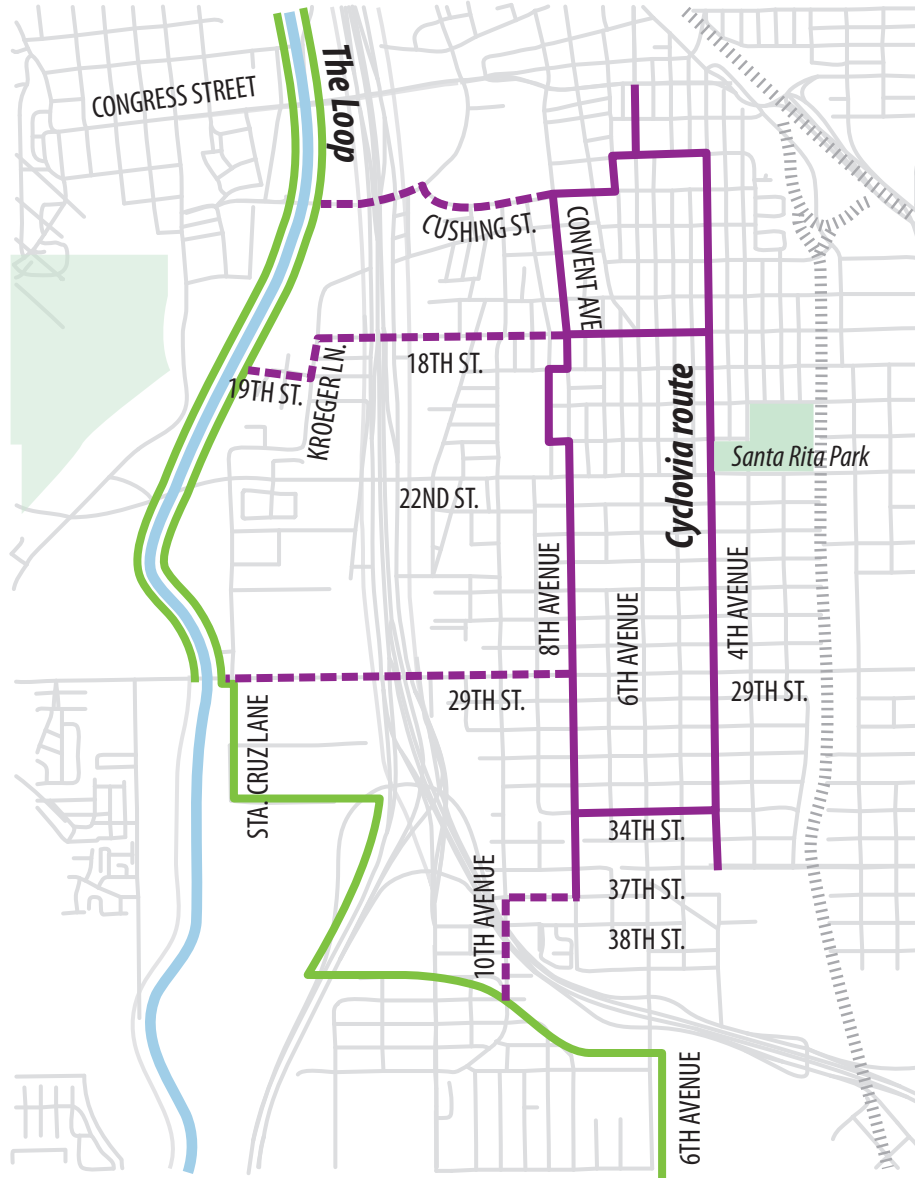 The Loop
CONGRESS STREET
CUSHING ST.
CONVENT AVE
18TH ST.
KROEGER LN.
19TH ST.
Cyclovia route
Santa Rita Park
22ND ST.
8TH AVENUE
6TH AVENUE
4TH AVENUE
29TH ST.
29TH ST.
STA. CRUZ LANE
34TH ST.
10TH AVENUE
37TH ST.
38TH ST.
6TH AVENUE